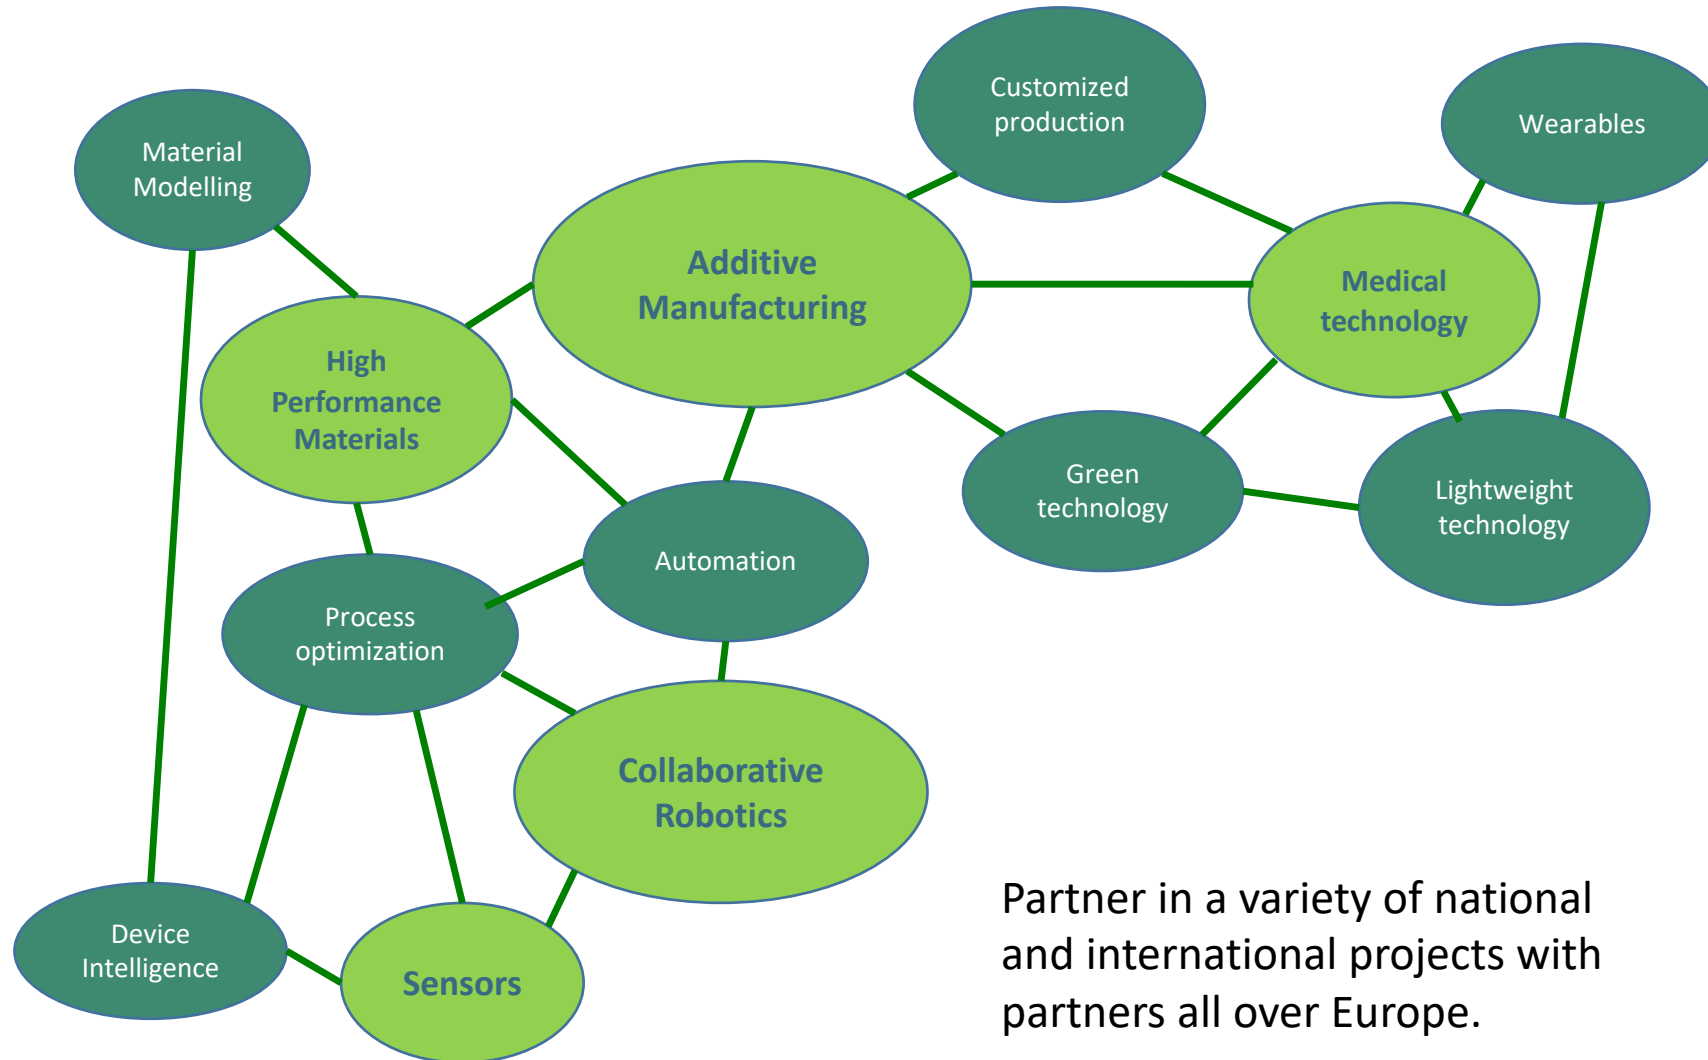 Customized
production
Wearables
Material
Modelling
Additive
Manufacturing
Medical
technology
High
Performance
Materials
Green
technology
Lightweight
technology
Automation
Process
optimization
Collaborative
Robotics
Device
Intelligence
Sensors
Partner in a variety of national
and international projects with
partners all over Europe.